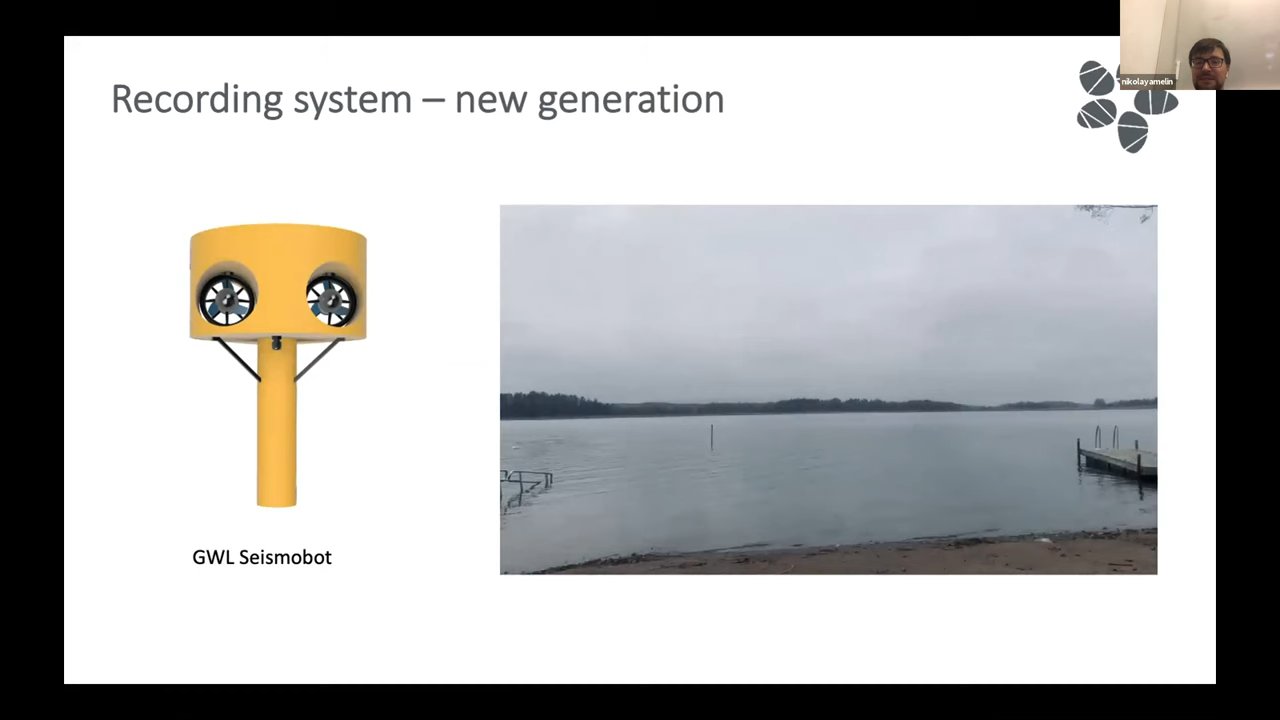 Recording system – new generation
nikolayamelin
GWL Seismobot